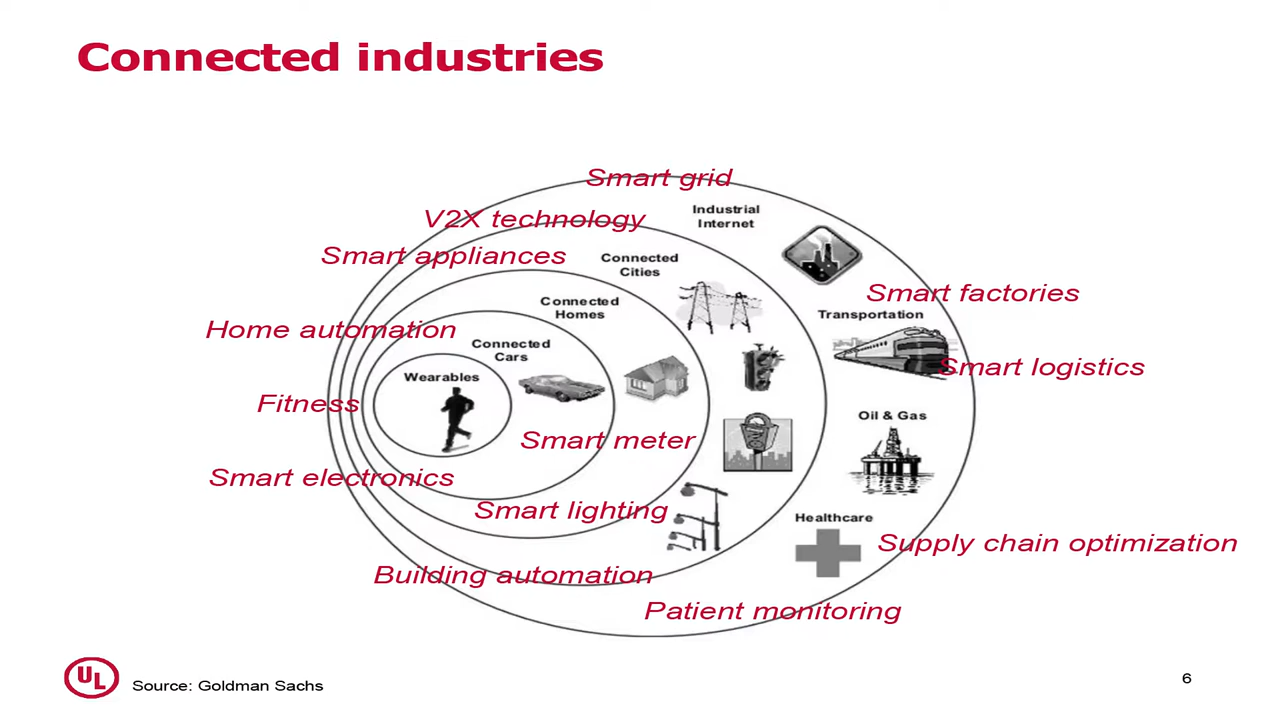 Connected industries
Smart grid
Industrial
Internet
V2X technology
Smart appliances
Connected
Cities
Smart factories
Connected
Homes
Transportation
Home automation
Connected
Cars
Smart logistics
Wearables
Fitness
Oil & Gas
Smart meter
Smart electronics
Smart lighting
Healthcare
Supply chain optimization
Building automation
Patient monitoring
UL
Source: Goldman Sachs
6